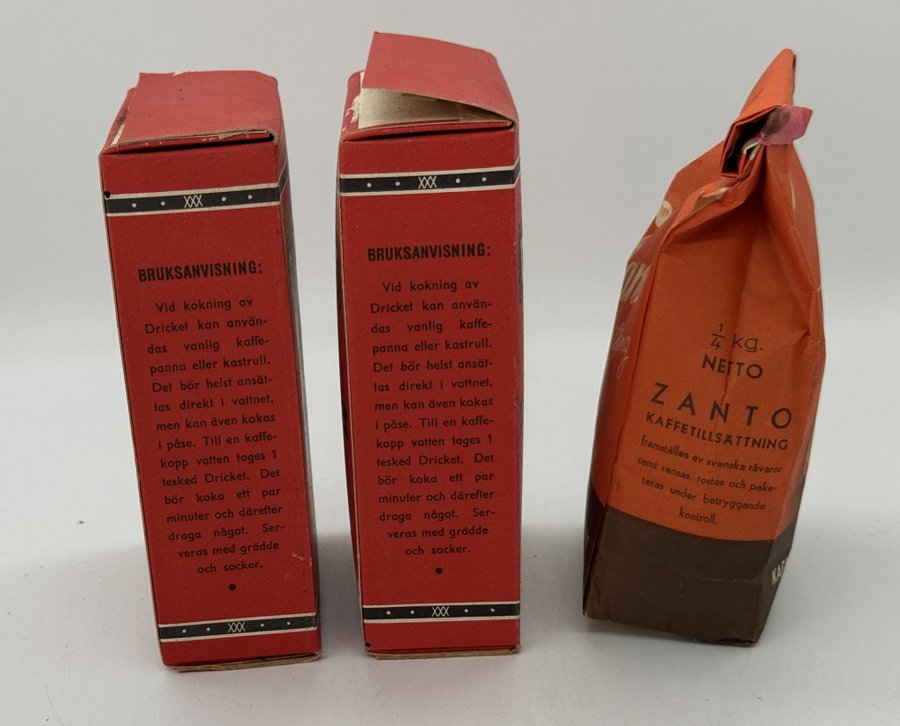 XXX
BRUKSANVISNING:
Vid kokning av
Dricket kan använ-
das vanlig kaffe-
panna eller kastrull.
Det bör helst ansät-
tas direkt i vattnet,
men kan även kokas
i påse. Till en kaffe-
kopp vatten tages 1
tesked Dricket. Det
bör koka ett par
minuter och därefter
draga något. Ser-
veras med grädde
och socker.
XXX
XXX
BRUKSANVISNING:
Vid kokning av
Dricket kan använ-
das vanlig kaffe-
panna eller kastrull.
Det bör helst ansät-
tas direkt i vattnet,
men kan även kokas
i påse. Till en kaffe-
kopp vatten tages 1
tesked Dricket. Det
bör koka ett par
minuter och därefter
draga något. Ser-
veras med grädde
och socker.
XXX
1/4 kg.
NETTO
ZANTO
KAFFETILLSÄTTNING
framställes av svenska råvaror
samt rensas, rostas och pake-
teras under betryggande
kontroll.